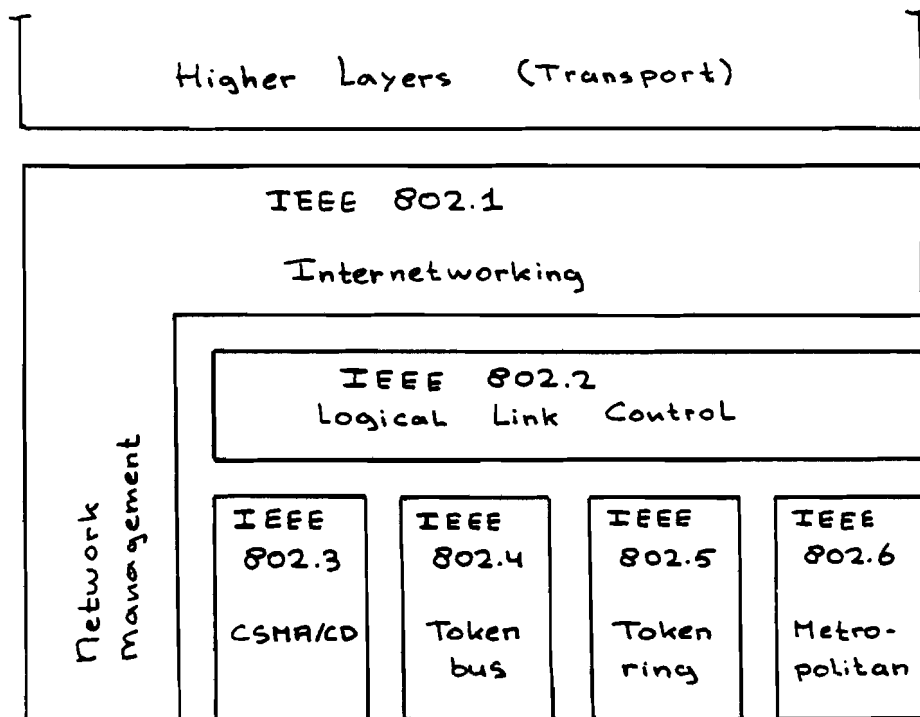 Higher Layers (Transport)
IEEE 802.1
Internetworking
Network
Management
IEEE 802.2
Logical Link Control
IEEE
802.3
CSMA/CD
IEEE
802.4
Token
bus
IEEE
802.5
Token
ring
IEEE
802.6
Metro-
politan